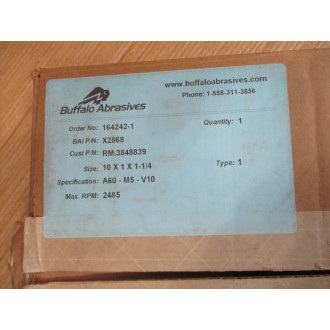 Buffalo Abrasives
www.buffaloabrasives.com
Phone: 1-888-311-3856
Order No: 164242-1
Quantity: 1
BAI P/N: X2868
Cust P/N: RM.3848839
Size: 10 X 1 X 1-1/4
Type: 1
Specification: A60 - M5 - V10
Max. RPM: 2485